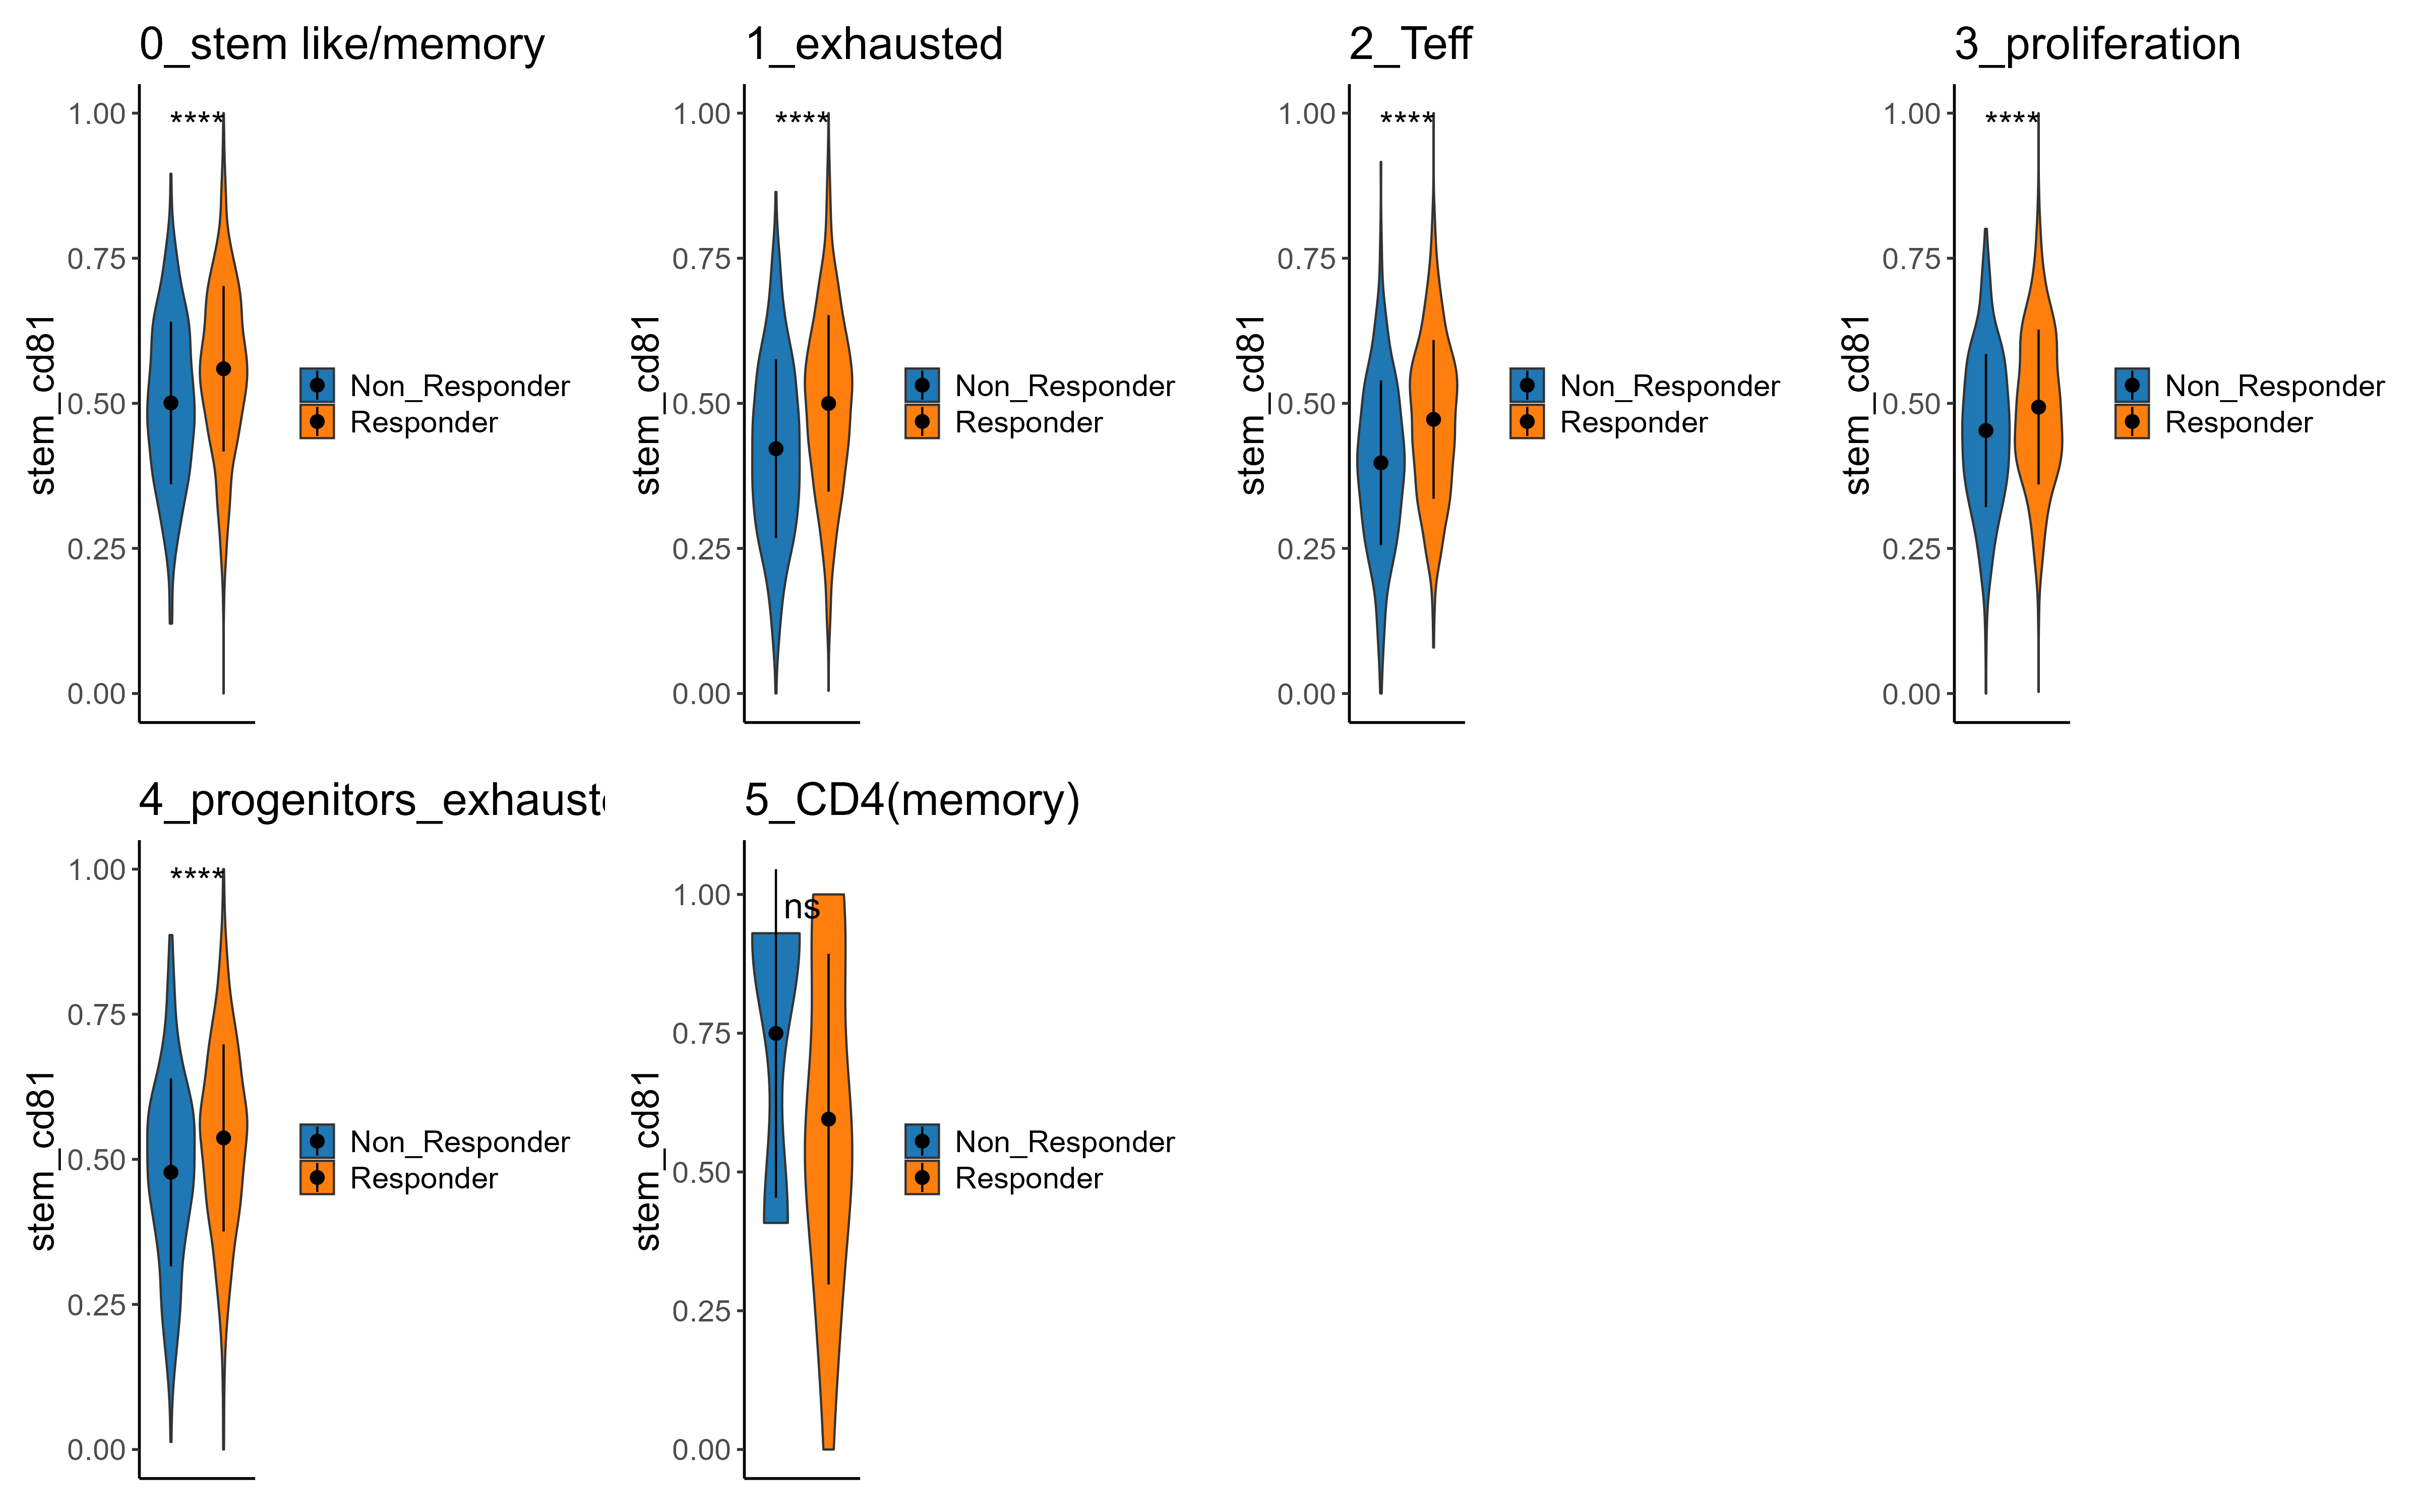 0_stem like/memory
1.00
****
0.75
0.50
0.25
0.00
stem_cd81
Non_Responder
Responder
1_exhausted
1.00
****
0.75
0.50
0.25
0.00
stem_cd81
Non_Responder
Responder
2_Teff
1.00
****
0.75
0.50
0.25
0.00
stem_cd81
Non_Responder
Responder
3_proliferation
1.00
****
0.75
0.50
0.25
0.00
stem_cd81
Non_Responder
Responder
4_progenitors_exhaust
1.00
****
0.75
0.50
0.25
0.00
stem_cd81
Non_Responder
Responder
5_CD4(memory)
1.00
ns
0.75
0.50
0.25
0.00
stem_cd81
Non_Responder
Responder